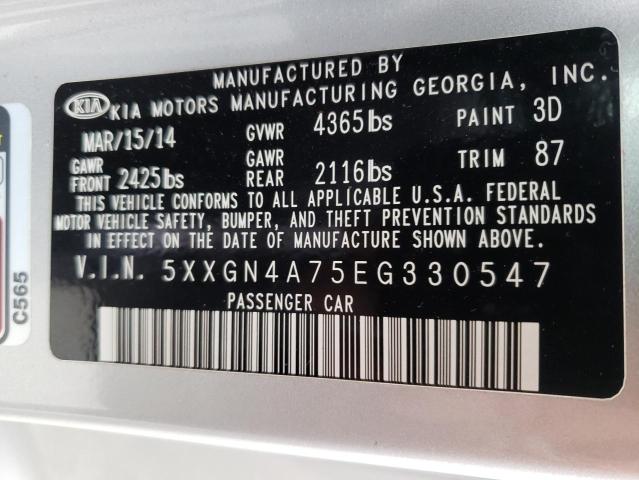 MANUFACTURED BY
KIA KIA MOTORS MANUFACTURING GEORGIA, INC.
MAR/15/14 GVWR 4365lbs PAINT 3D
GAWR FRONT 2425lbs GAWR REAR 2116lbs TRIM 87
THIS VEHICLE CONFORMS TO ALL APPLICABLE U.S.A. FEDERAL
MOTOR VEHICLE SAFETY, BUMPER, AND THEFT PREVENTION STANDARDS
IN EFFECT ON THE DATE OF MANUFACTURE SHOWN ABOVE.
V.I.N. 5XXGN4A75EG330547
PASSENGER CAR
C565